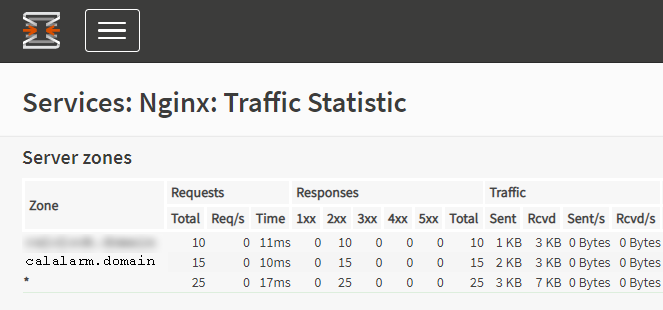 Services: Nginx: Traffic Statistic
Server zones
Zone Requests Responses Traffic
Total Req/s Time 1xx 2xx 3xx 4xx 5xx Total Sent Rcvd Sent/s Rcvd/s
10 0 11ms 0 10 0 0 0 10 1 KB 3 KB 0 Bytes 0 Bytes
calalarm.domain 15 0 10ms 0 15 0 0 0 15 2 KB 3 KB 0 Bytes 0 Bytes
* 25 0 17ms 0 25 0 0 0 25 3 KB 7 KB 0 Bytes 0 Bytes